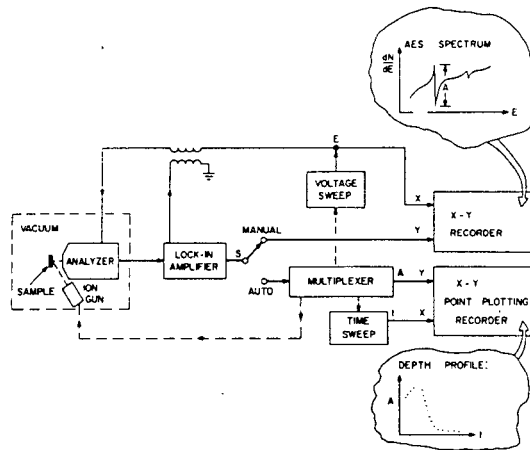 AES SPECTRUM
dN
dE
A
E
E
VOLTAGE
SWEEP
X
X-Y
RECORDER
Y
VACUUM
ANALYZER
SAMPLE
ION
GUN
LOCK-IN
AMPLIFIER
S
MANUAL
AUTO
MULTIPLEXER
A
Y
X-Y
POINT PLOTTING
RECORDER
TIME
SWEEP
t
X
DEPTH PROFILE:
A
t